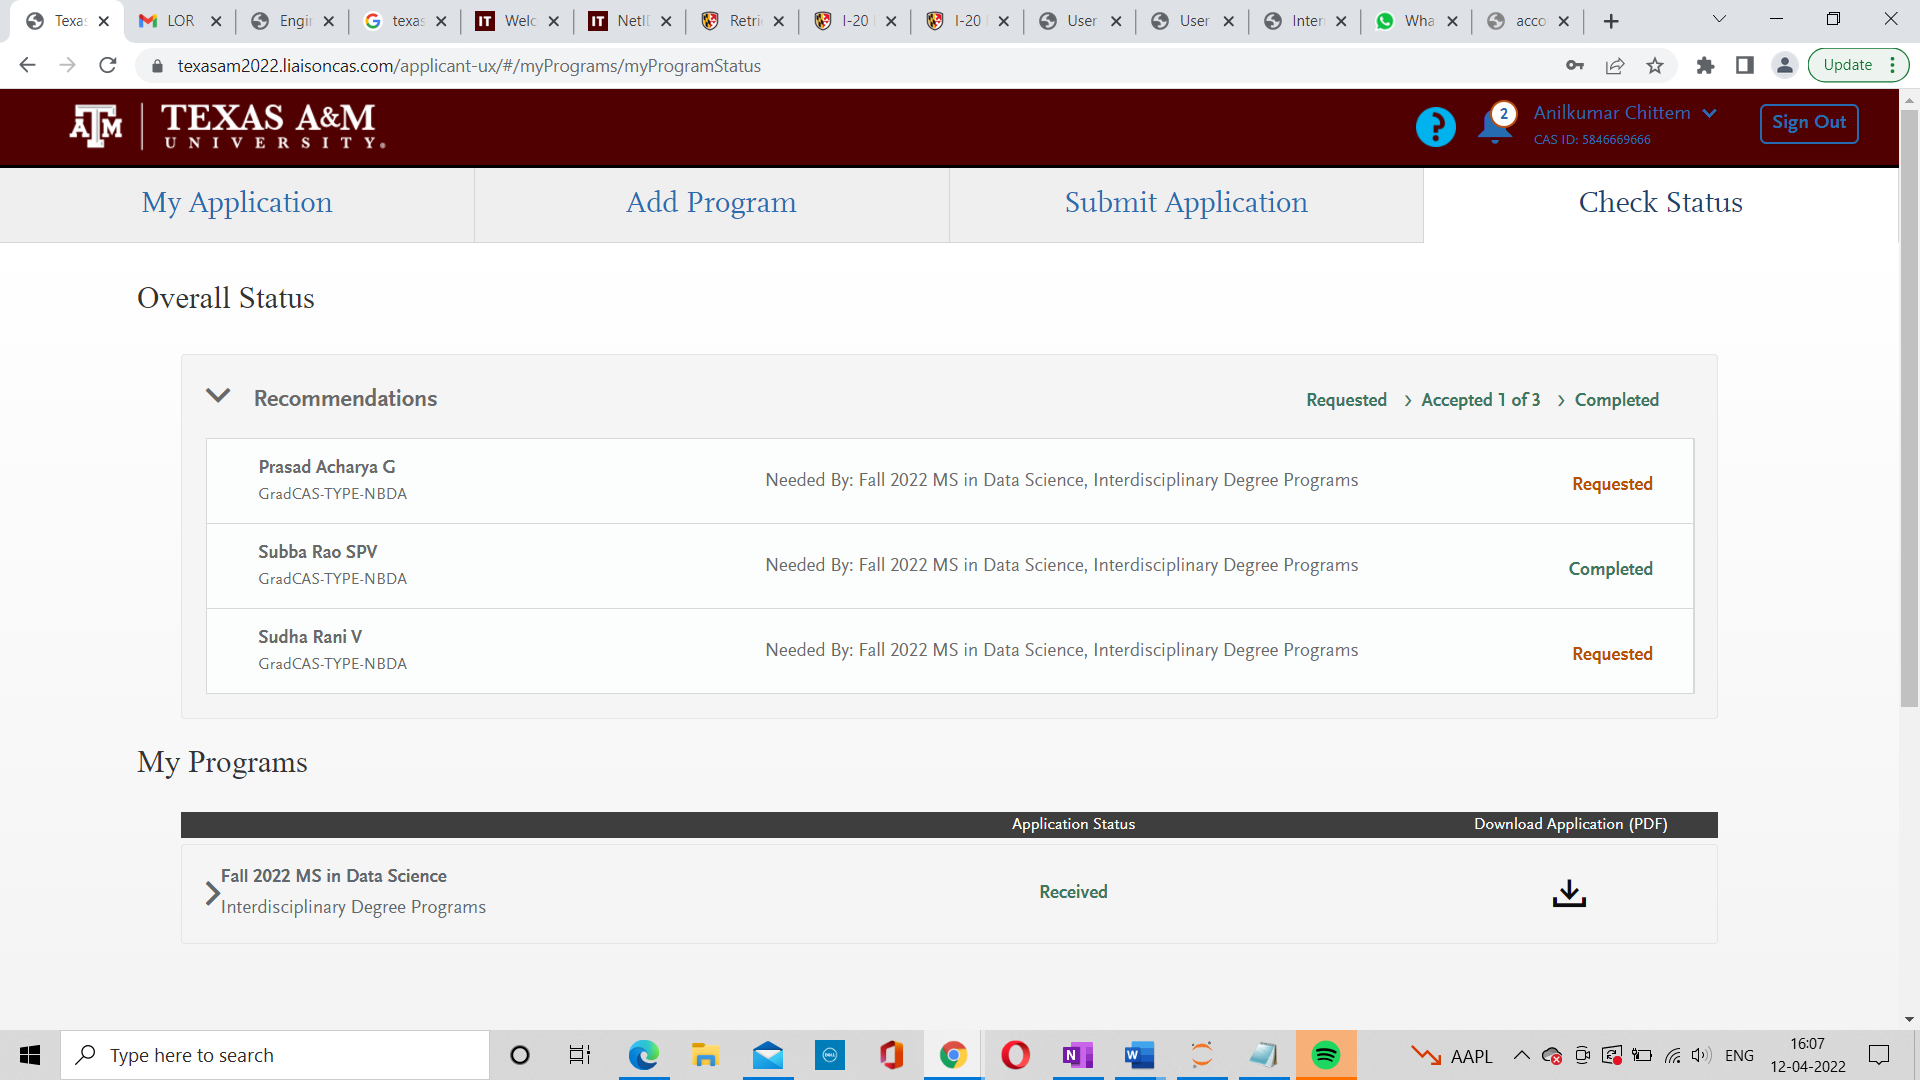 Texas
LOR
Engin
texas
Welc
NetID
Retri
I-20
I-20
User
User
Inter
Wha
acco
texasam2022.liaisoncas.com/applicant-ux/#/myPrograms/myProgramStatus
Update
TEXAS A&M
UNIVERSITY.
2
Anilkumar Chittem
CAS ID: 5846669666
Sign Out
My Application
Add Program
Submit Application
Check Status
Overall Status
Recommendations
Requested > Accepted 1 of 3 > Completed
Prasad Acharya G
GradCAS-TYPE-NBDA
Needed By: Fall 2022 MS in Data Science, Interdisciplinary Degree Programs
Requested
Subba Rao SPV
GradCAS-TYPE-NBDA
Needed By: Fall 2022 MS in Data Science, Interdisciplinary Degree Programs
Completed
Sudha Rani V
GradCAS-TYPE-NBDA
Needed By: Fall 2022 MS in Data Science, Interdisciplinary Degree Programs
Requested
My Programs
Application Status
Download Application (PDF)
Fall 2022 MS in Data Science
Interdisciplinary Degree Programs
Received
Type here to search
AAPL
ENG
16:07
12-04-2022